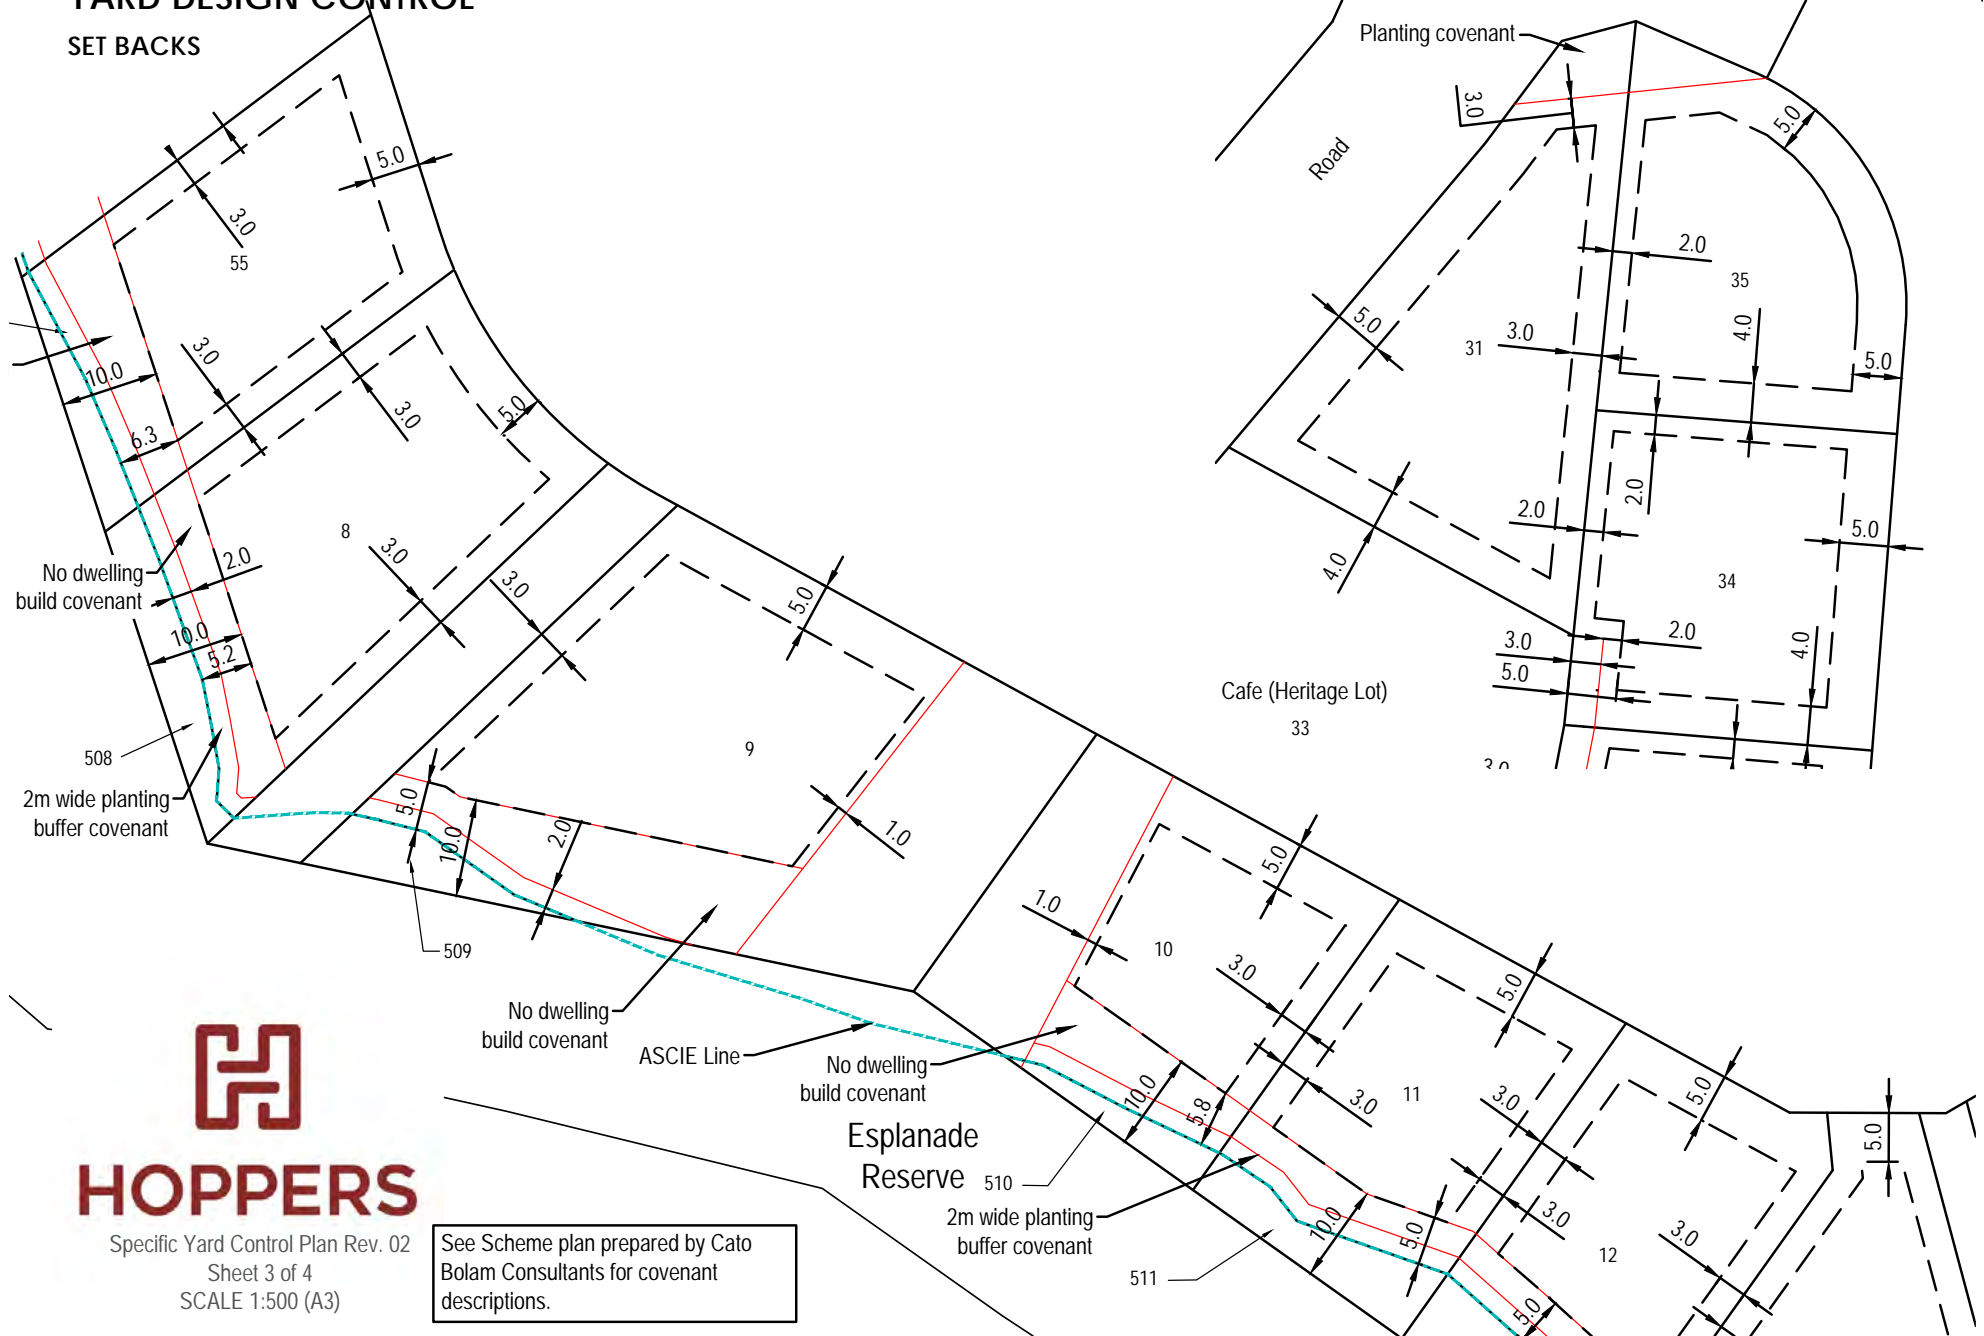 YARD DESIGN CONTROL
SET BACKS
Planting covenant
3.0
5.0
Road
5.0
3.0
55
2.0
35
5.0
3.0
31
4.0
5.0
10.0
3.0
6.3
3.0
5.0
2.0
2.0
5.0
4.0
34
8
3.0
3.0
No dwelling
build covenant
2.0
10.0
5.2
5.0
3.0
2.0
5.0
4.0
Cafe (Heritage Lot)
33
3.0
508
2m wide planting
buffer covenant
9
5.0
10.0
2.0
1.0
509
No dwelling
build covenant
ASCIE Line
5.0
1.0
10
3.0
5.0
No dwelling
build covenant
10.0
5.8
3.0
11
3.0
5.0
5.0
Esplanade
Reserve
510
2m wide planting
buffer covenant
10.0
5.0
3.0
12
3.0
511
5.0
HOPPERS
Specific Yard Control Plan Rev. 02
Sheet 3 of 4
SCALE 1:500 (A3)
See Scheme plan prepared by Cato
Bolam Consultants for covenant
descriptions.